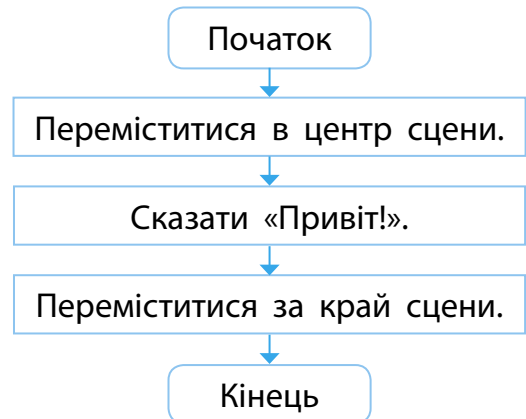 Початок
Переміститися в центр сцени.
Сказати «Привіт!».
Переміститися за край сцени.
Кінець